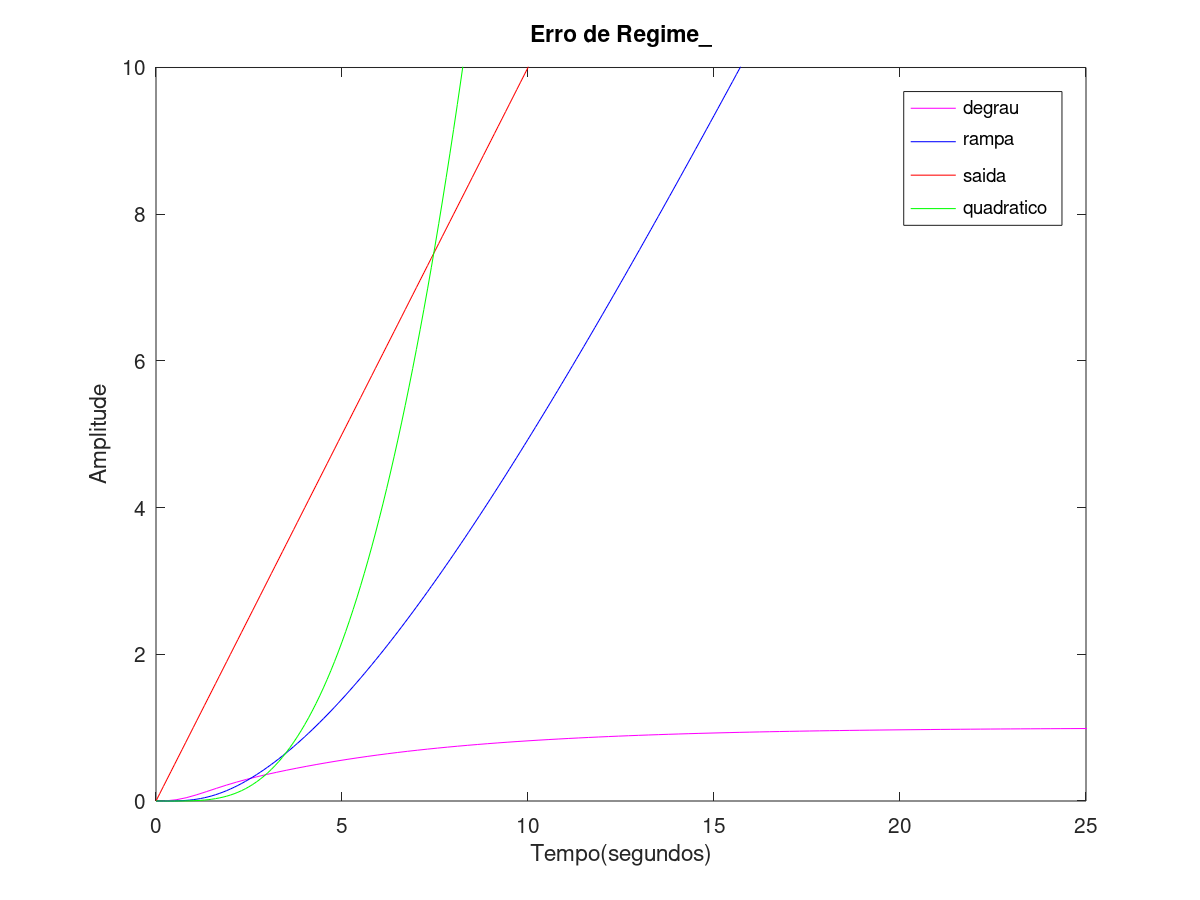 Erro de Regime_
10
8
6
4
2
0
Amplitude
degrau
rampa
saida
quadratico
0 5 10 15 20 25
Tempo(segundos)